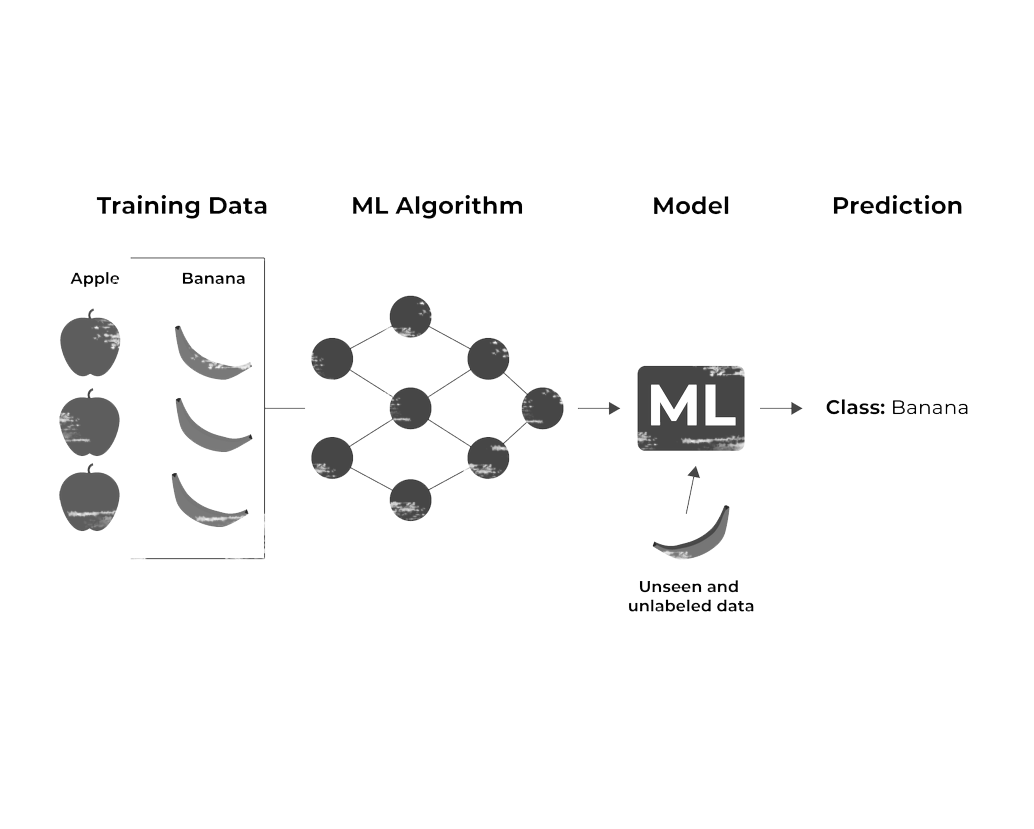 Training Data
ML Algorithm
Model
Prediction
Apple
Banana
ML
Class: Banana
Unseen and
unlabeled data